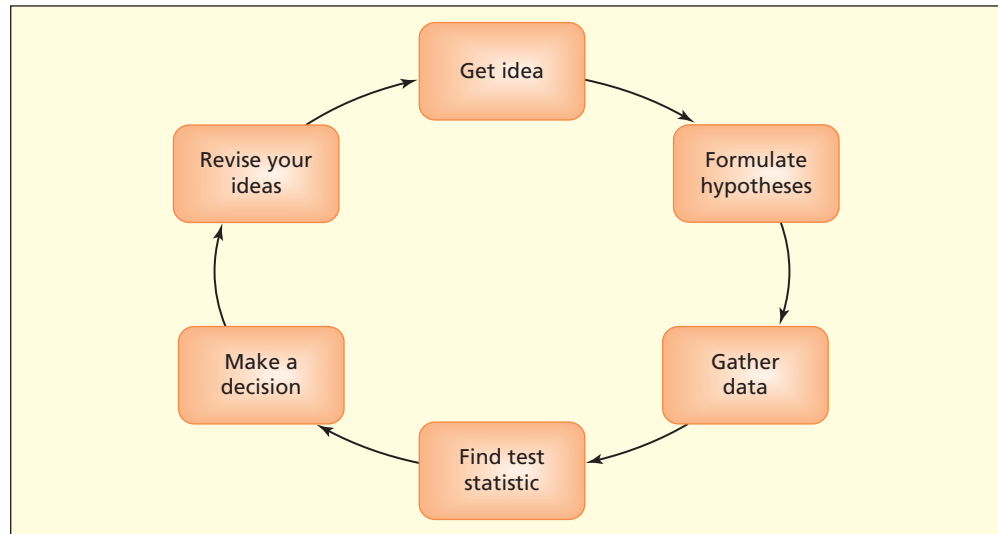 Get idea
Formulate
hypotheses
Gather
data
Find test
statistic
Make a
decision
Revise your
ideas